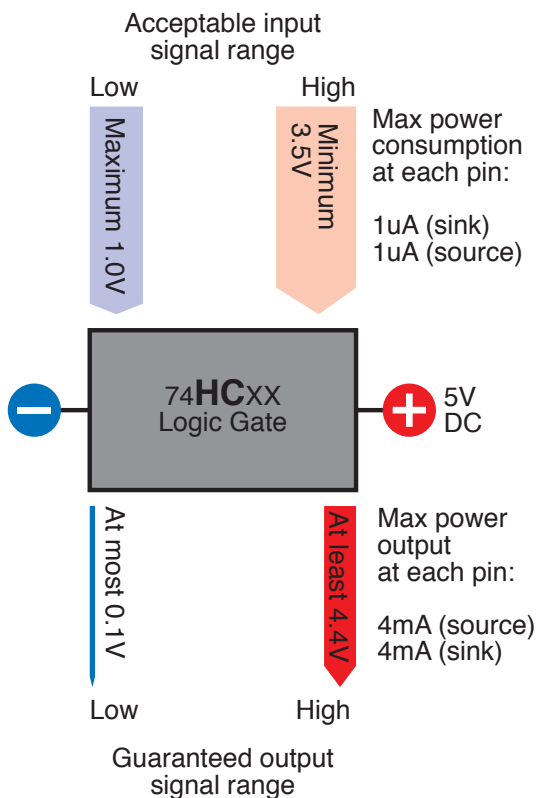 Acceptable input
signal range
Low
High
Maximum 1.0V
Minimum
3.5V
Max power
consumption
at each pin:
1uA (sink)
1uA (source)
74HCXX
Logic Gate
5V
DC
At most 0.1V
At least 4.4V
Max power
output
at each pin:
4mA (source)
4mA (sink)
Low
High
Guaranteed output
signal range